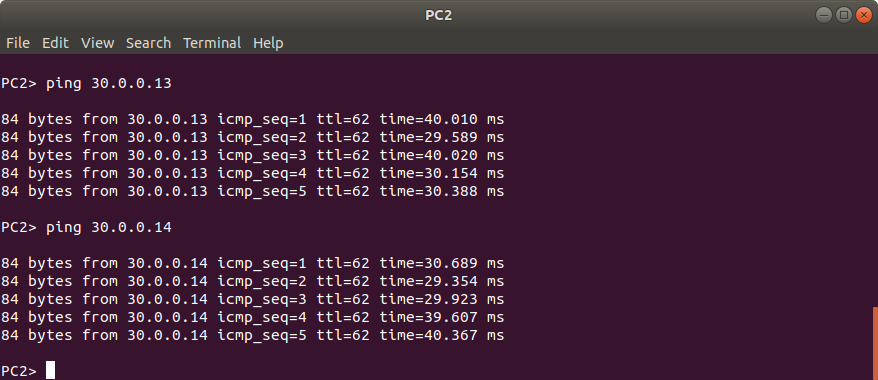 PC2
File Edit View Search Terminal Help
PC2> ping 30.0.0.13
84 bytes from 30.0.0.13 icmp_seq=1 ttl=62 time=40.010 ms
84 bytes from 30.0.0.13 icmp_seq=2 ttl=62 time=29.589 ms
84 bytes from 30.0.0.13 icmp_seq=3 ttl=62 time=40.020 ms
84 bytes from 30.0.0.13 icmp_seq=4 ttl=62 time=30.154 ms
84 bytes from 30.0.0.13 icmp_seq=5 ttl=62 time=30.388 ms
PC2> ping 30.0.0.14
84 bytes from 30.0.0.14 icmp_seq=1 ttl=62 time=30.689 ms
84 bytes from 30.0.0.14 icmp_seq=2 ttl=62 time=29.354 ms
84 bytes from 30.0.0.14 icmp_seq=3 ttl=62 time=29.923 ms
84 bytes from 30.0.0.14 icmp_seq=4 ttl=62 time=39.607 ms
84 bytes from 30.0.0.14 icmp_seq=5 ttl=62 time=40.367 ms
PC2>